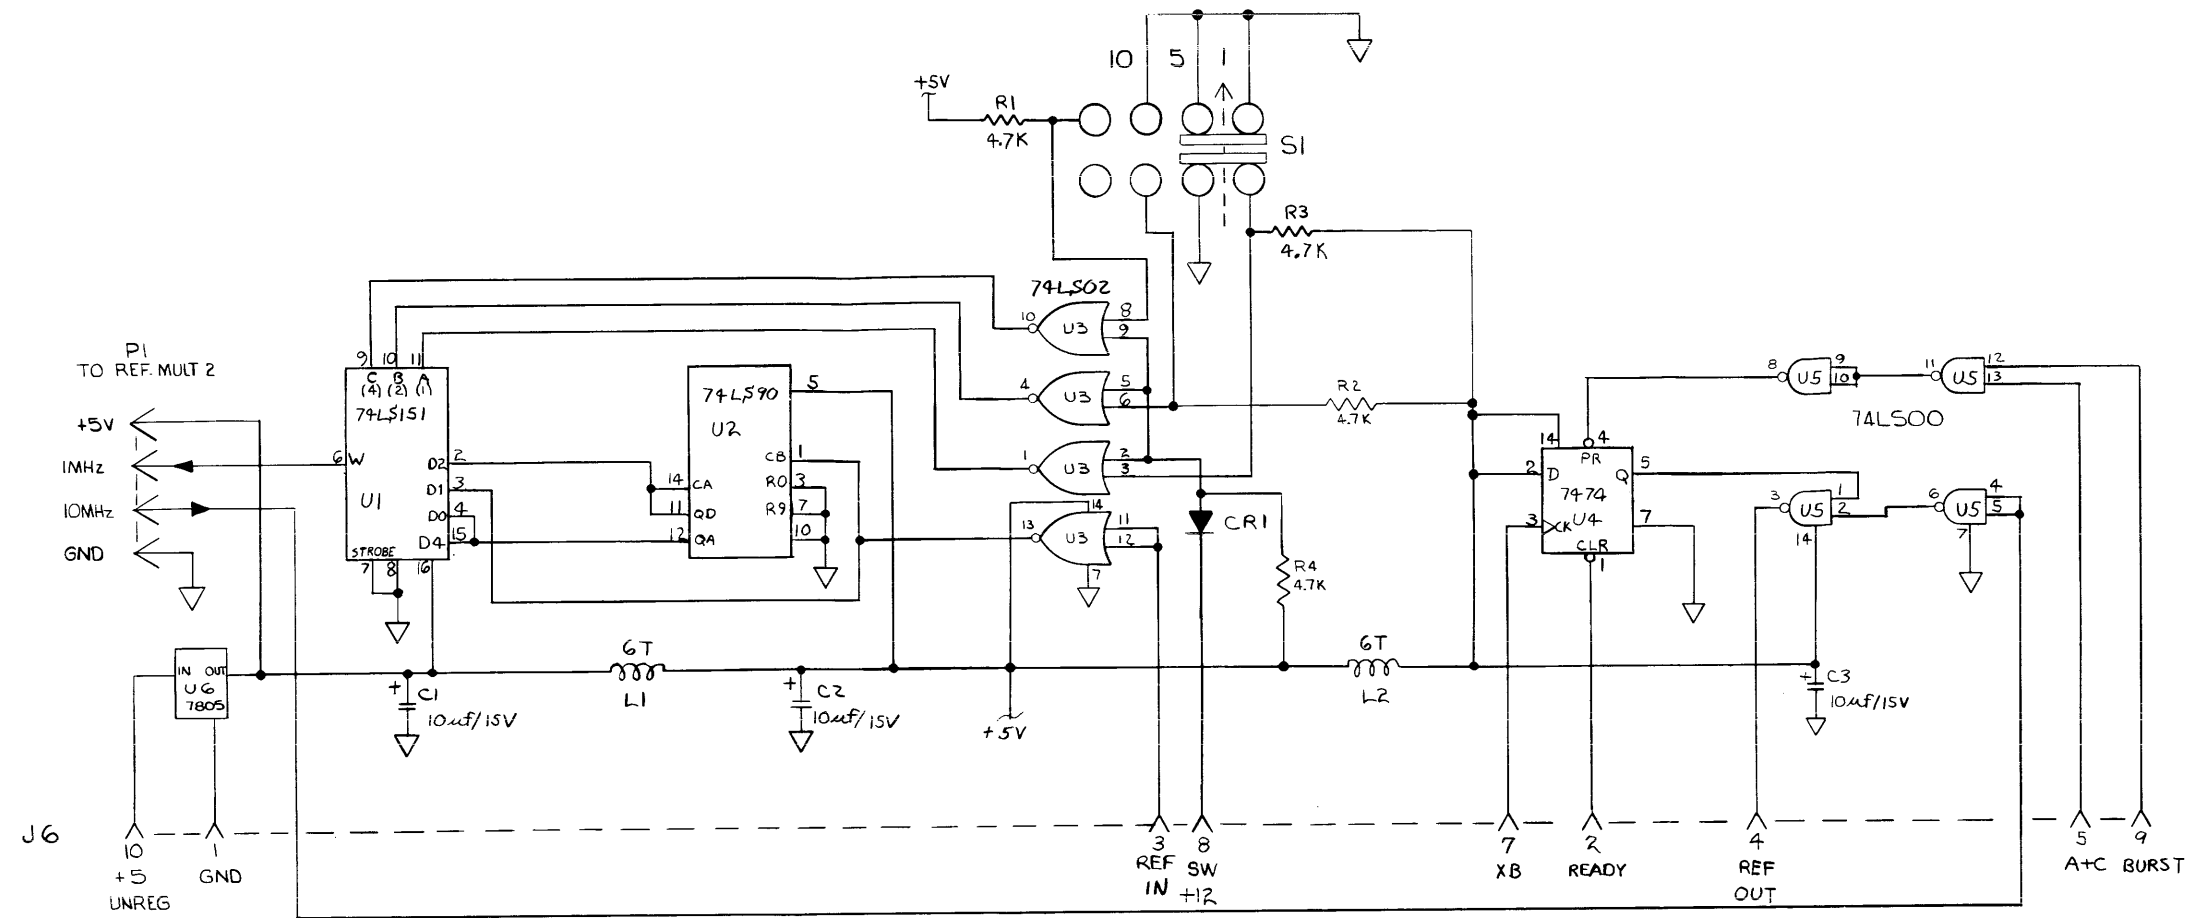 10 5 1
+5V
R1
4.7K
S1
R3
4.7K
74LS02
10 U3 8
9
P1
TO REF. MULT 2
9 10 11
C B A
(4) (2) (1)
74LS151
+5V
1MHz
10MHz
GND
6 W
U1
D2 2
D1 3
D0 4
D4 15
STROBE
7 8 16
74LS90
U2
5
CB 1
14 CA
R0 3
11 QD
R9 7
12 QA
10
4 U3 5
6
1 U3 2
3
14
13 U3 11
12
7
R2
4.7K
CR1
R4
4.7K
8 U5 9
10
11 U5 12
13
74LS00
14 4
PR
2 D Q 5
7474
U4
3 CK 7
CLR
1
3 U5 1
2
14
6 U5 4
5
7
IN OUT
U6
7805
+ C1
10uf/15V
6T
L1
+ C2
10uf/15V
+5V
6T
L2
+ C3
10uf/15V
J6
10
+5
UNREG
1
GND
3
REF
IN
8
SW
+12
7
XB
2
READY
4
REF
OUT
5
A+C
9
BURST